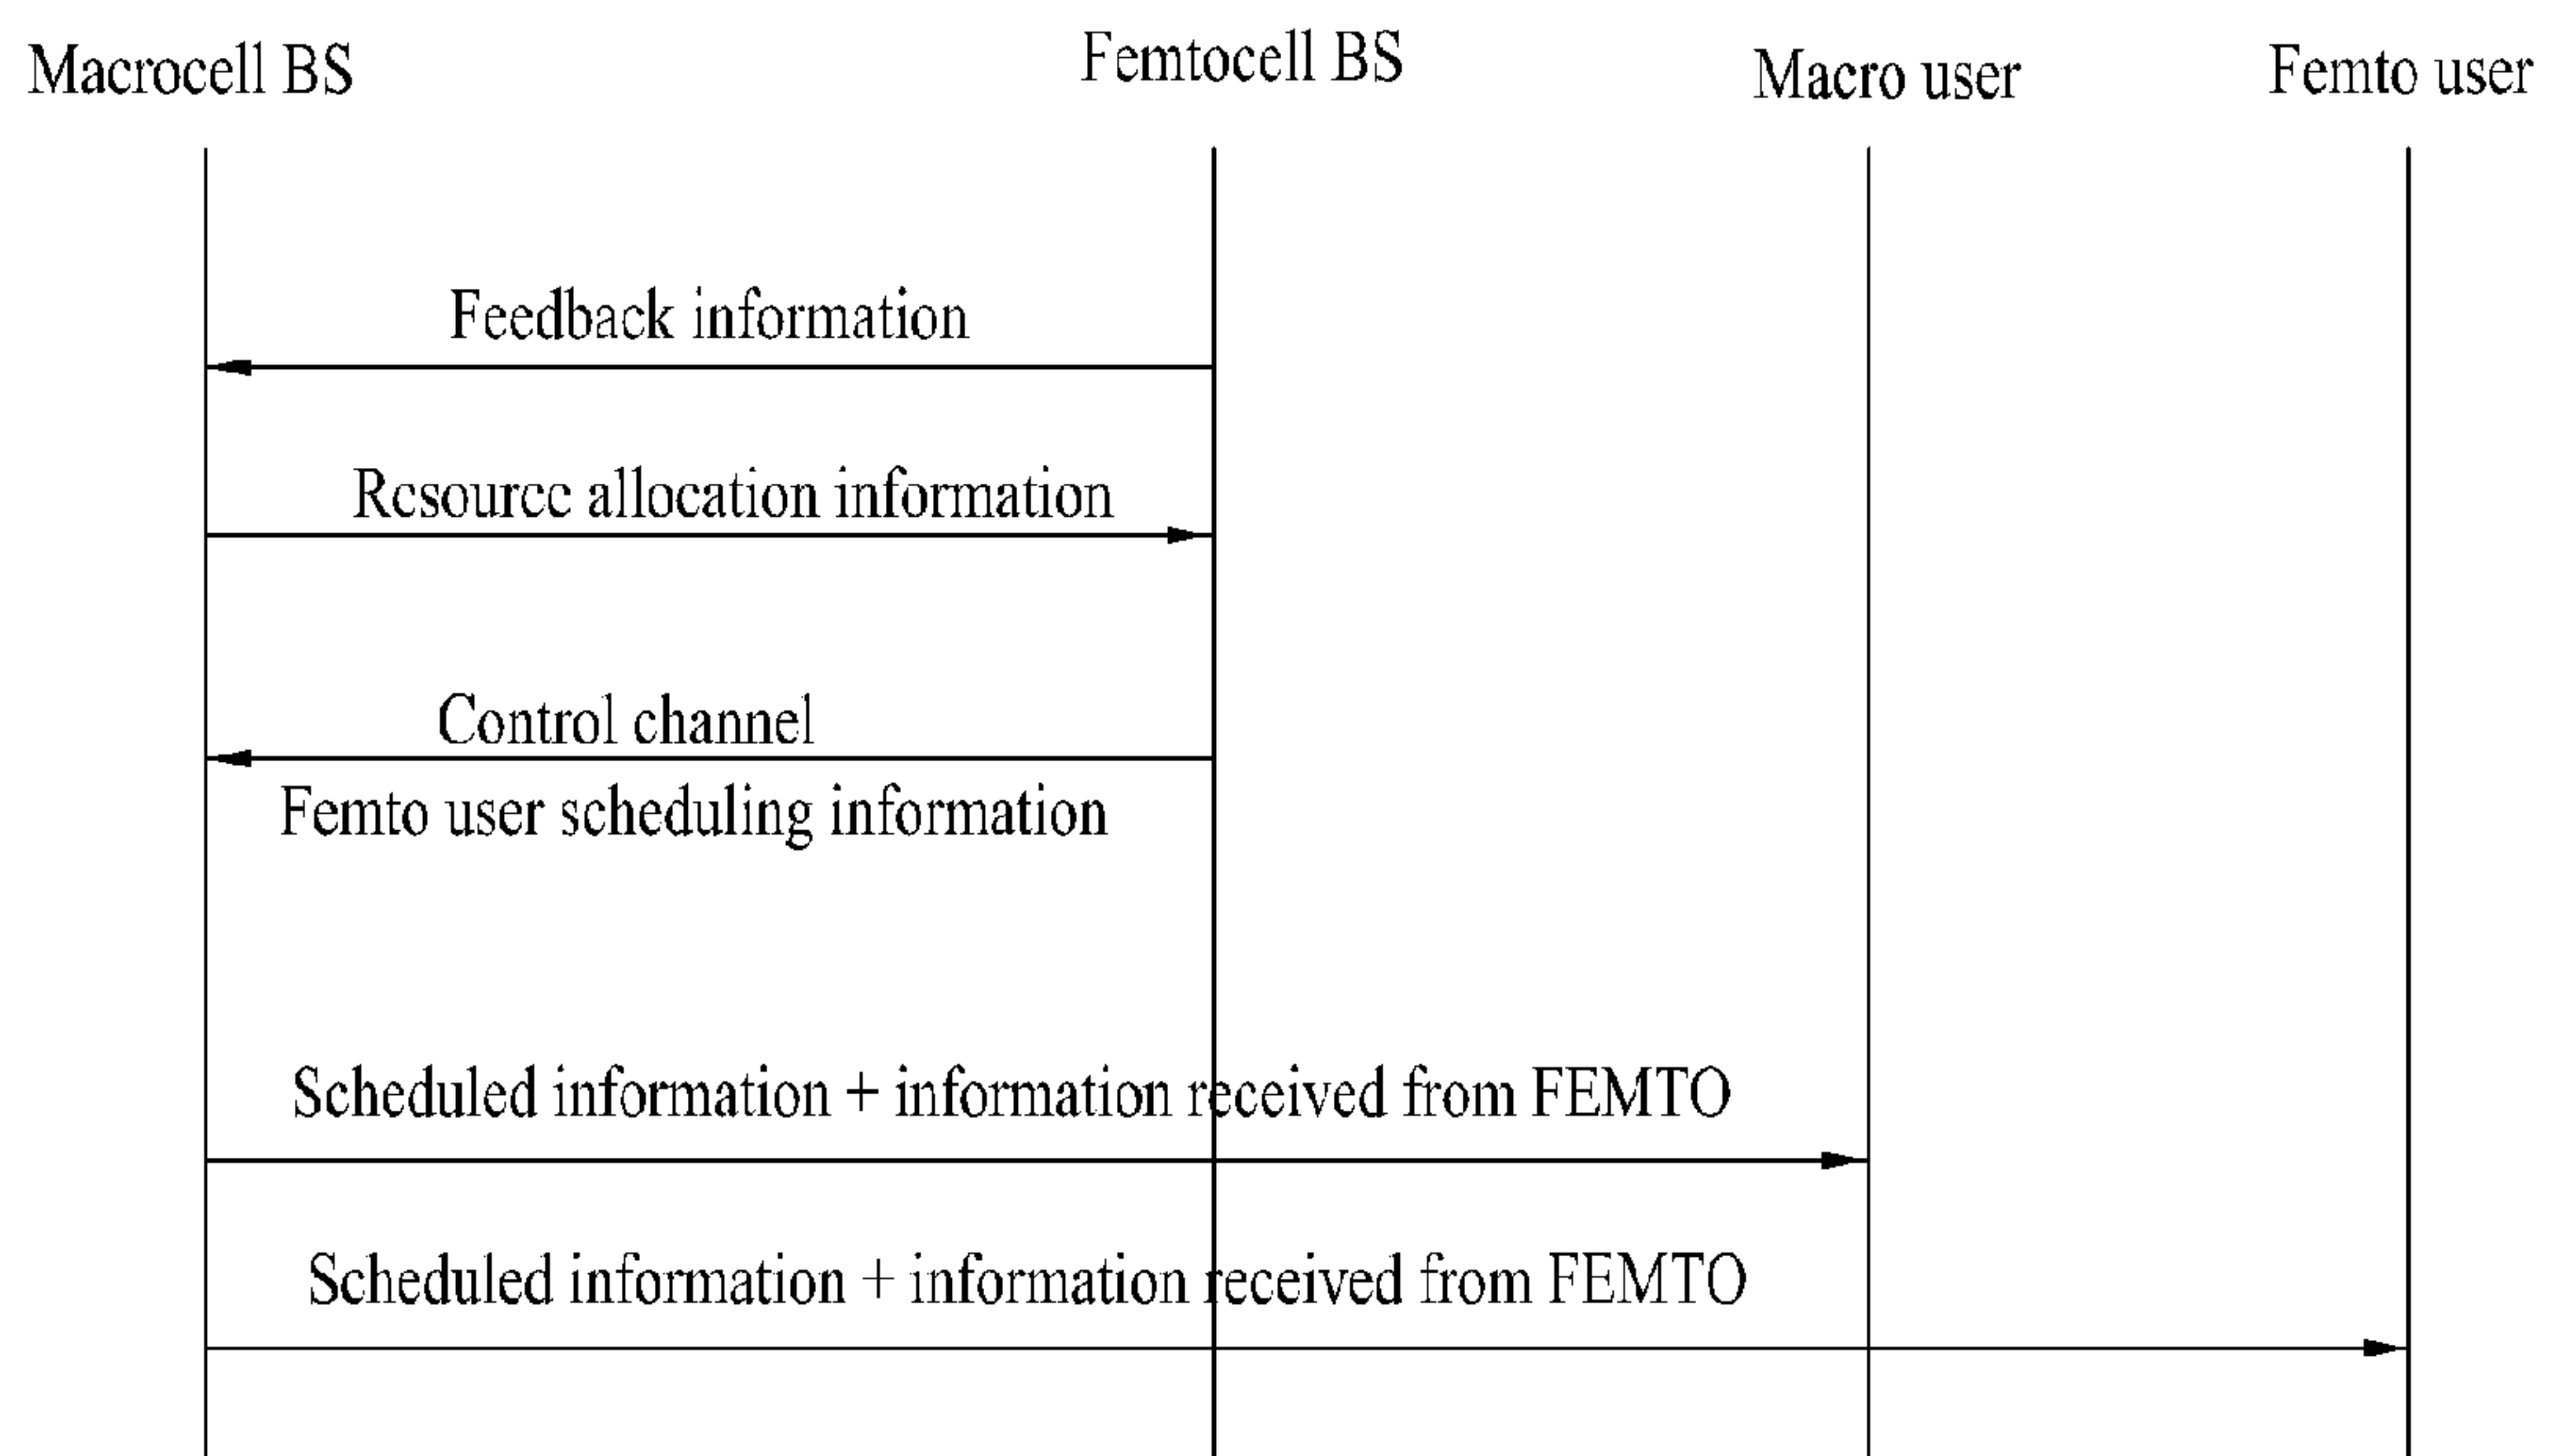 Macrocell BS
Femtocell BS
Macro user
Femto user
Feedback information
Resource allocation information
Control channel
Femto user scheduling information
Scheduled information + information received from FEMTO
Scheduled information + information received from FEMTO